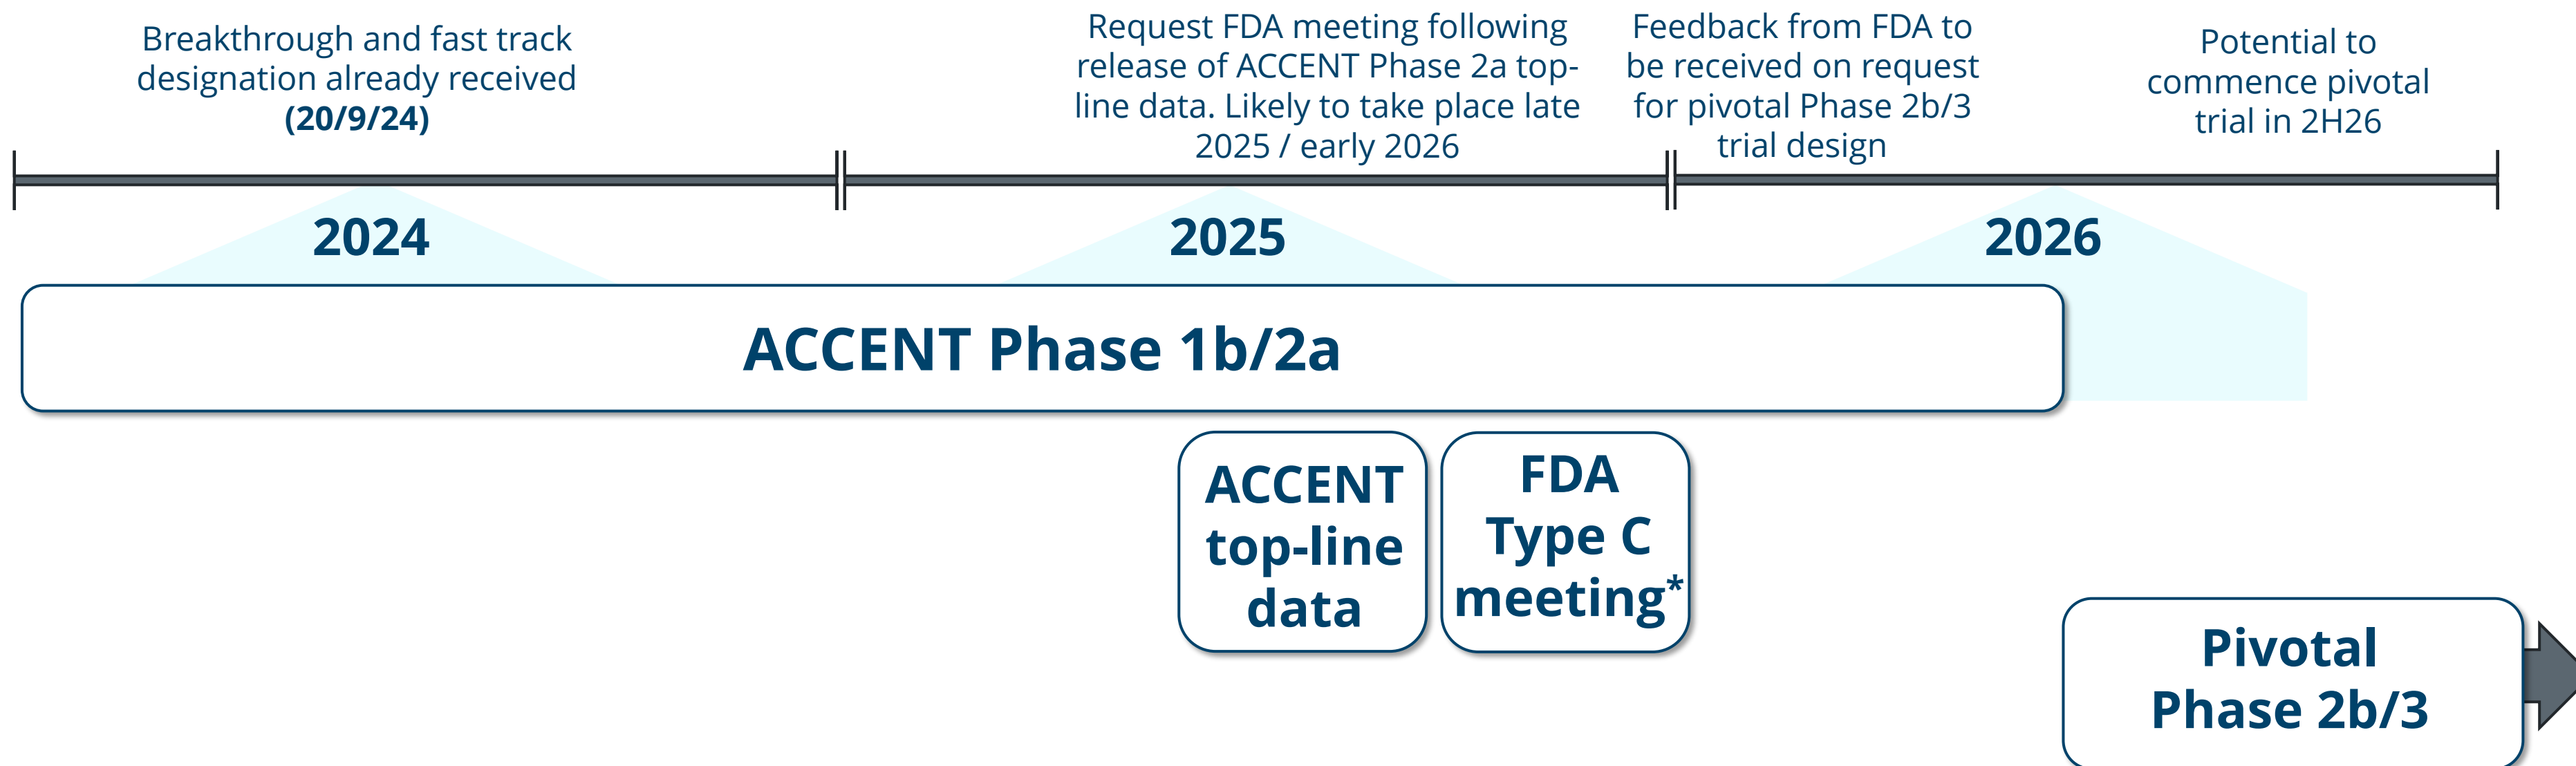 Breakthrough and fast track
designation already received
(20/9/24)
Request FDA meeting following
release of ACCENT Phase 2a top-
line data. Likely to take place late
2025 / early 2026
Feedback from FDA to
be received on request
for pivotal Phase 2b/3
trial design
Potential to
commence pivotal
trial in 2H26
2024
2025
2026
ACCENT Phase 1b/2a
ACCENT
top-line
data
FDA
Type C
meeting*
Pivotal
Phase 2b/3